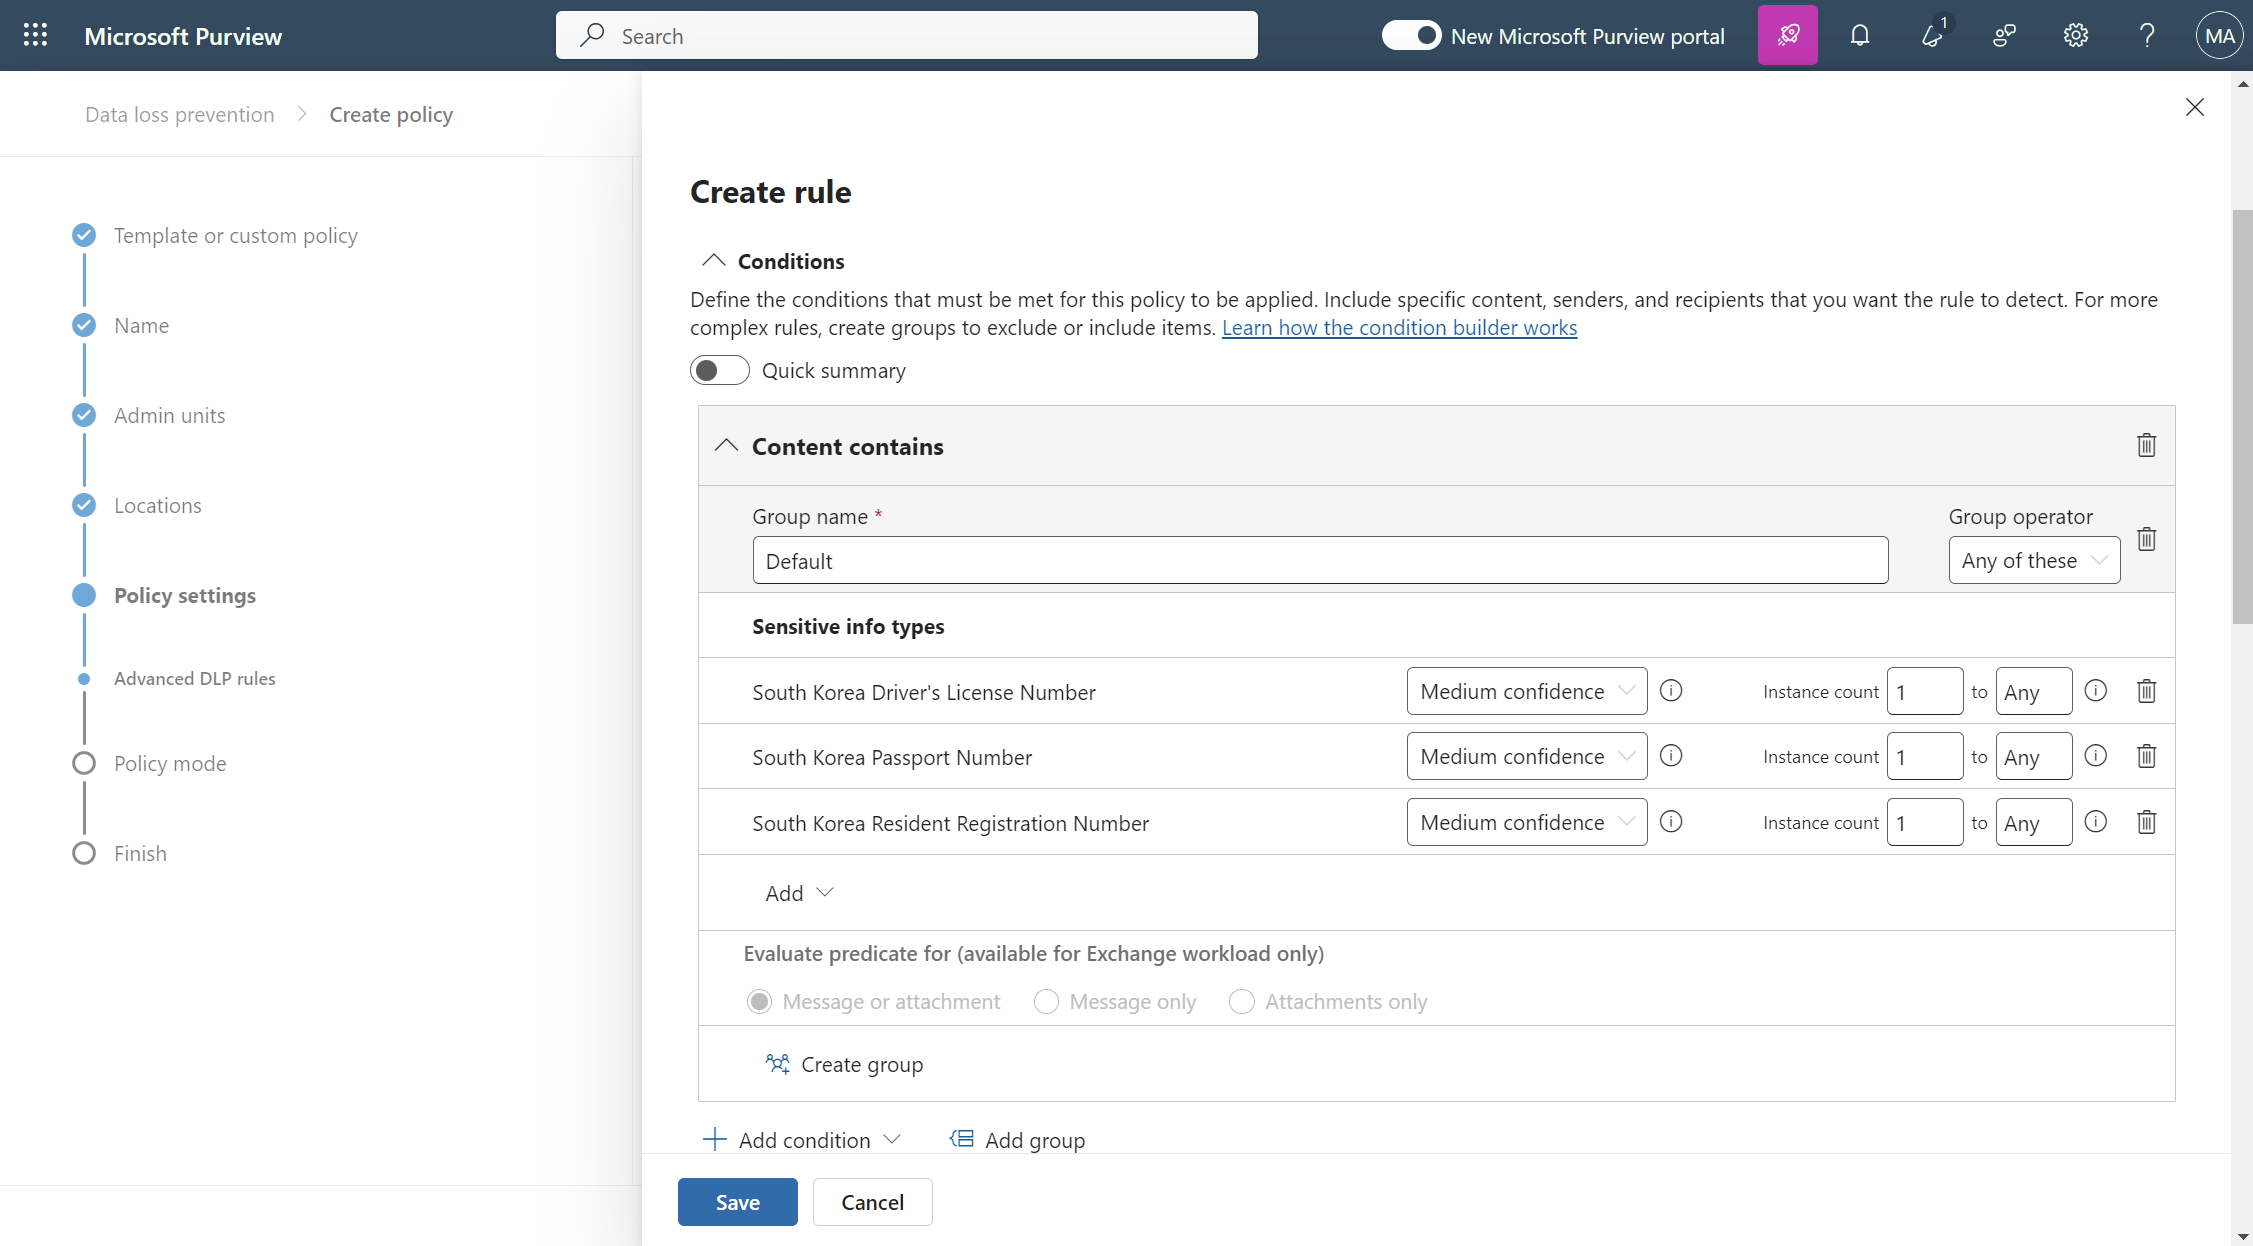 Microsoft Purview
Search
New Microsoft Purview portal
1
MA
Data loss prevention
Create policy
Template or custom policy
Name
Admin units
Locations
Policy settings
Advanced DLP rules
Policy mode
Finish
Create rule
Conditions
Define the conditions that must be met for this policy to be applied. Include specific content, senders, and recipients that you want the rule to detect. For more
complex rules, create groups to exclude or include items. Learn how the condition builder works
Quick summary
Content contains
Group name *
Group operator
Default
Any of these
Sensitive info types
South Korea Driver's License Number Medium confidence Instance count 1 to Any
South Korea Passport Number Medium confidence Instance count 1 to Any
South Korea Resident Registration Number Medium confidence Instance count 1 to Any
Add
Evaluate predicate for (available for Exchange workload only)
Message or attachment Message only Attachments only
Create group
Add condition Add group
Save Cancel